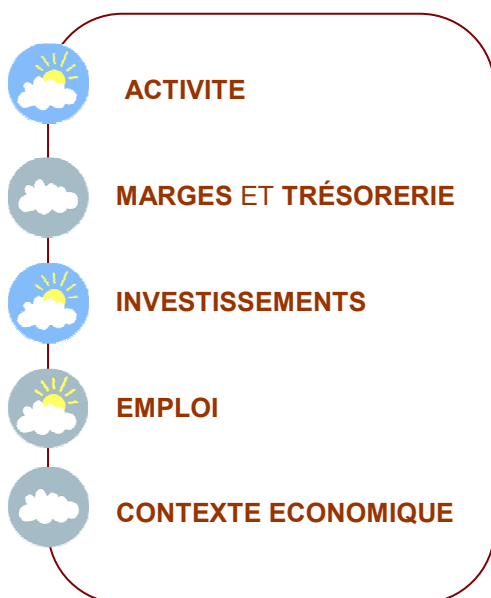 ACTIVITE
MARGES ET TRÉSORERIE
INVESTISSEMENTS
EMPLOI
CONTEXTE ECONOMIQUE